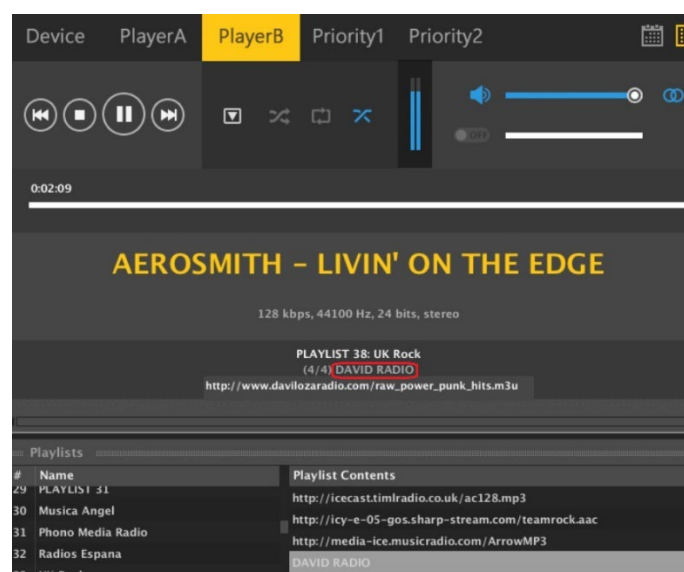 Device PlayerA PlayerB Priority1 Priority2
OFF
0:02:09
AEROSMITH – LIVIN' ON THE EDGE
128 kbps, 44100 Hz, 24 bits, stereo
PLAYLIST 38: UK Rock
(4/4) DAVID RADIO
http://www.davilozaradio.com/raw_power_punk_hits.m3u
Playlists
# Name Playlist Contents
29 PLAYLIST 31
http://icecast.timlradio.co.uk/ac128.mp3
30 Musica Angel
http://icy-e-05-gos.sharp-stream.com/teamrock.aac
31 Phono Media Radio
http://media-ice.musicradio.com/ArrowMP3
32 Radios Espana
DAVID RADIO